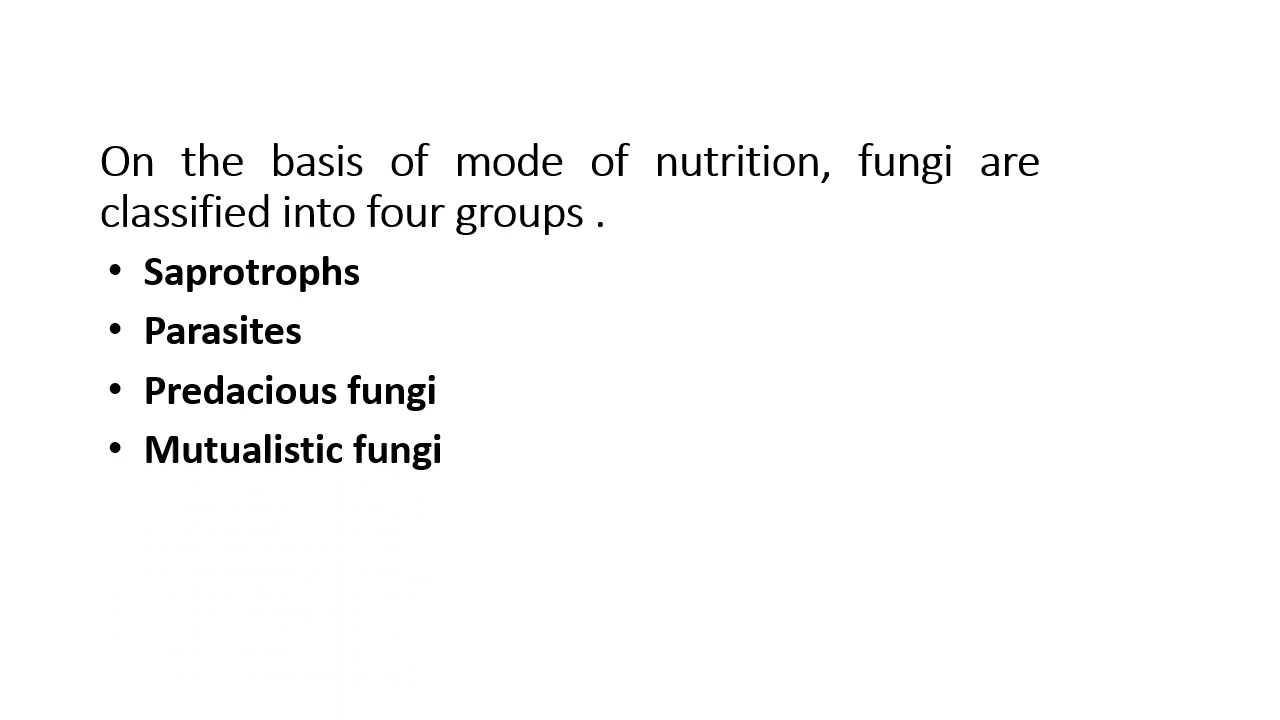 On the basis of mode of nutrition, fungi are
classified into four groups .
• Saprotrophs
• Parasites
• Predacious fungi
• Mutualistic fungi